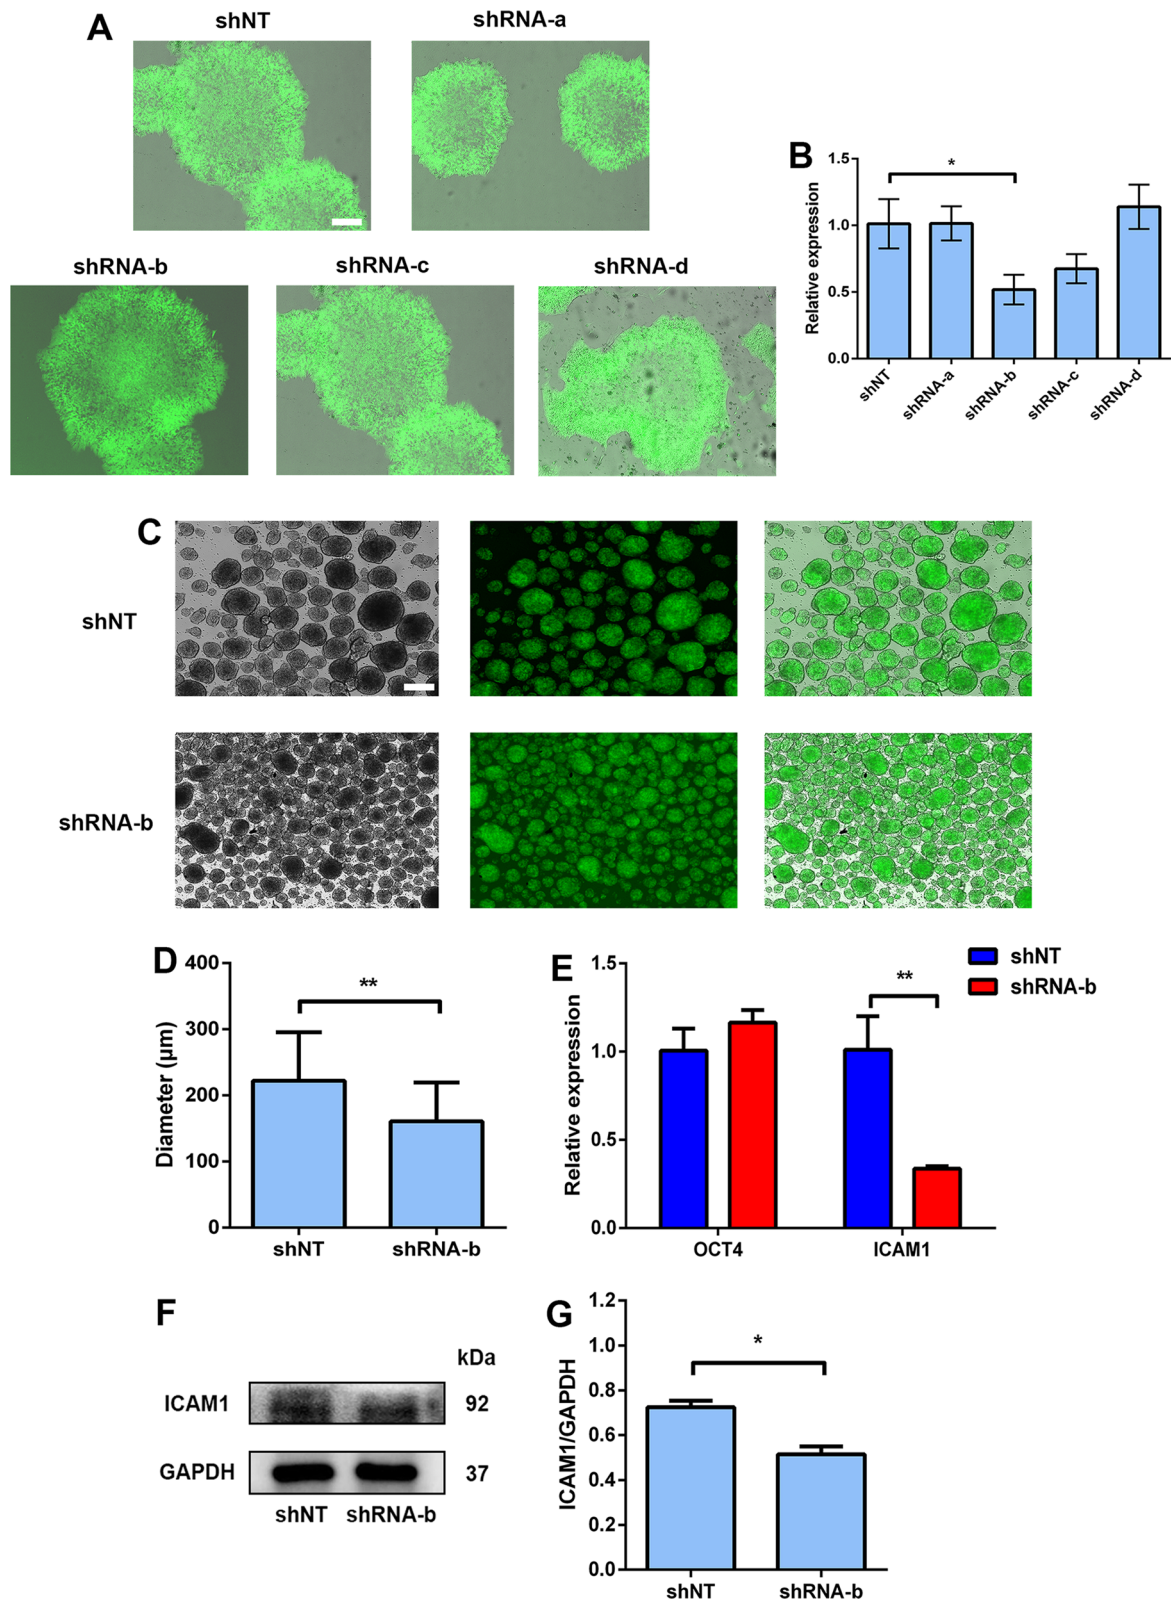 A
shNT
shRNA-a
shRNA-b
shRNA-c
shRNA-d
B
Relative expression
1.5
1.0
0.5
0.0
*
shNT
shRNA-a
shRNA-b
shRNA-c
shRNA-d
C
shNT
shRNA-b
D
Diameter (µm)
400
300
200
100
0
**
shNT
shRNA-b
E
Relative expression
1.5
1.0
0.5
0.0
**
shNT
shRNA-b
OCT4
ICAM1
F
kDa
ICAM1
92
GAPDH
37
shNT
shRNA-b
G
ICAM1/GAPDH
1.2
1.0
0.8
0.6
0.4
0.2
0.0
*
shNT
shRNA-b